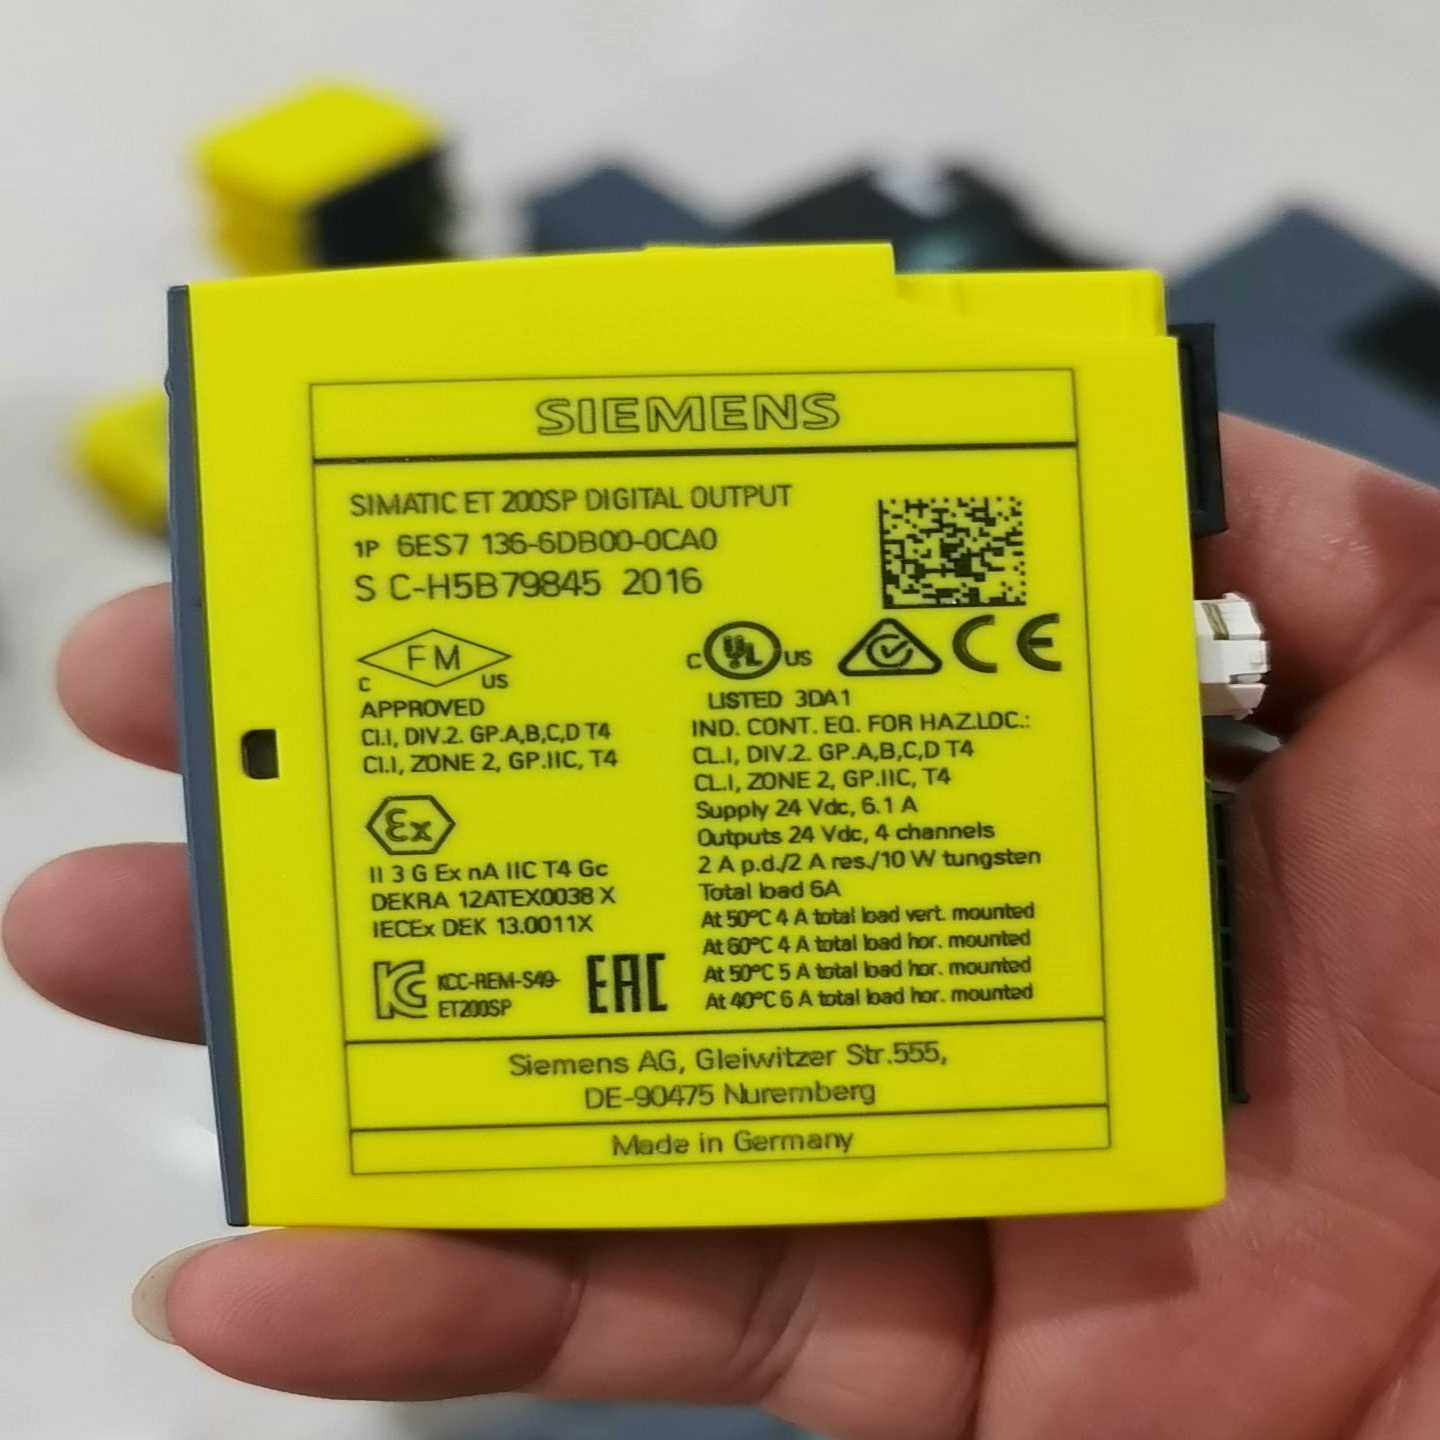 SIEMENS
SIMATIC ET 200SP DIGITAL OUTPUT
1P 6ES7 136-6DB00-0CA0
S C-H5B79845 2016
FM
C US
APPROVED
CI.I, DIV.2. GP.A,B,C,D T4
CI.I, ZONE 2, GP.IIC, T4
Ex
II 3 G Ex nA IIC T4 Gc
DEKRA 12ATEX0038 X
IECEx DEK 13.0011X
KC KCC-REM-S49-
ET200SP
EAC
C UL US CE
LISTED 3DA1
IND. CONT. EQ. FOR HAZ.LOC.:
CL.I, DIV.2. GP.A,B,C,D T4
CL.I, ZONE 2, GP.IIC, T4
Supply 24 Vdc, 6.1 A
Outputs 24 Vdc, 4 channels
2 A p.d./2 A res./10 W tungsten
Total load 6A
At 50°C 4 A total load vert. mounted
At 60°C 4 A total load hor. mounted
At 50°C 5 A total load hor. mounted
At 40°C 6 A total load hor. mounted
Siemens AG, Gleiwitzer Str.555,
DE-90475 Nuremberg
Made in Germany